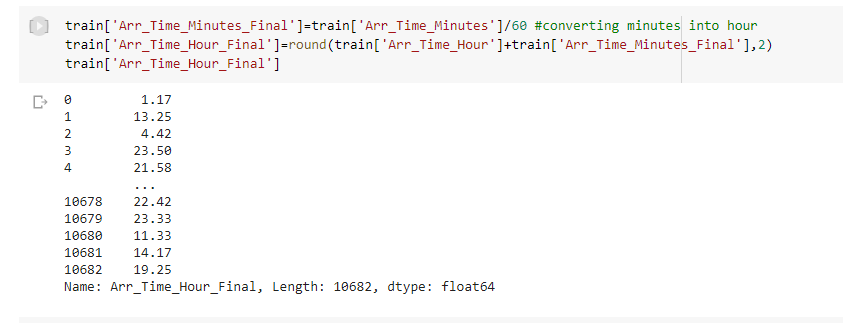 train['Arr_Time_Minutes_Final']=train['Arr_Time_Minutes']/60 #converting minutes into hour
train['Arr_Time_Hour_Final']=round(train['Arr_Time_Hour']+train['Arr_Time_Minutes_Final'],2)
train['Arr_Time_Hour_Final']
0 1.17
1 13.25
2 4.42
3 23.50
4 21.58
...
10678 22.42
10679 23.33
10680 11.33
10681 14.17
10682 19.25
Name: Arr_Time_Hour_Final, Length: 10682, dtype: float64